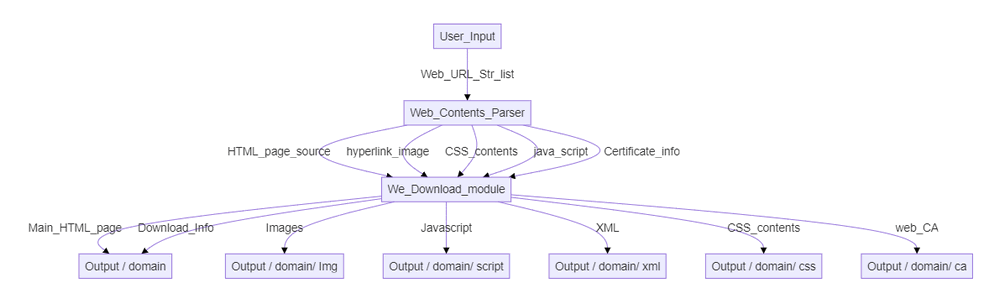 User_Input
Web_URL_Str_list
Web_Contents_Parser
HTML_page_source
hyperlink_image
CSS_contents
java_script
Certificate_info
We_Download_module
Main_HTML_page
Download_Info
Images
Javascript
XML
CSS_contents
web_CA
Output / domain
Output / domain/ Img
Output / domain/ script
Output / domain/ xml
Output / domain/ css
Output / domain/ ca